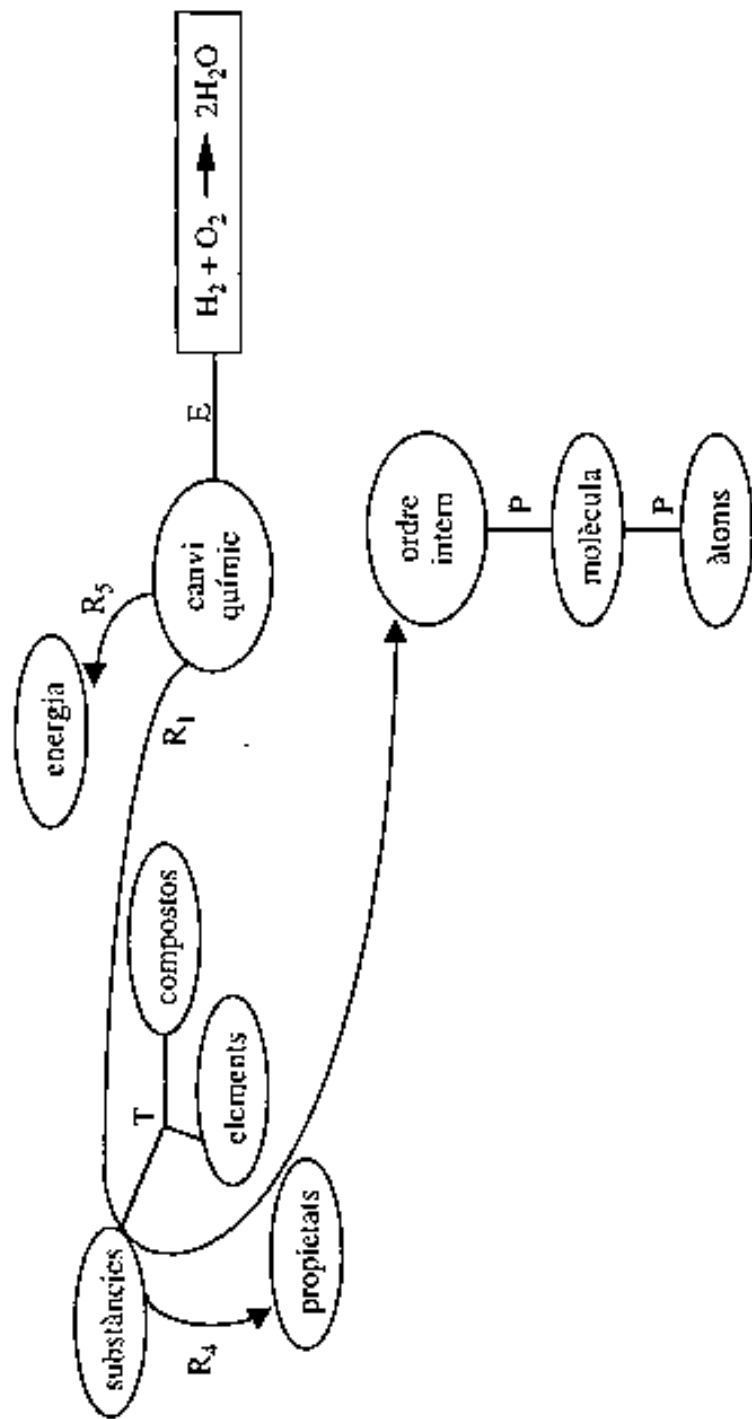 substàncies
R₄
propietats
T
compostos
elements
energia
R₅
R₁
canvi
químic
E
H₂ + O₂ → 2H₂O
ordre
intern
P
molècula
P
àtoms